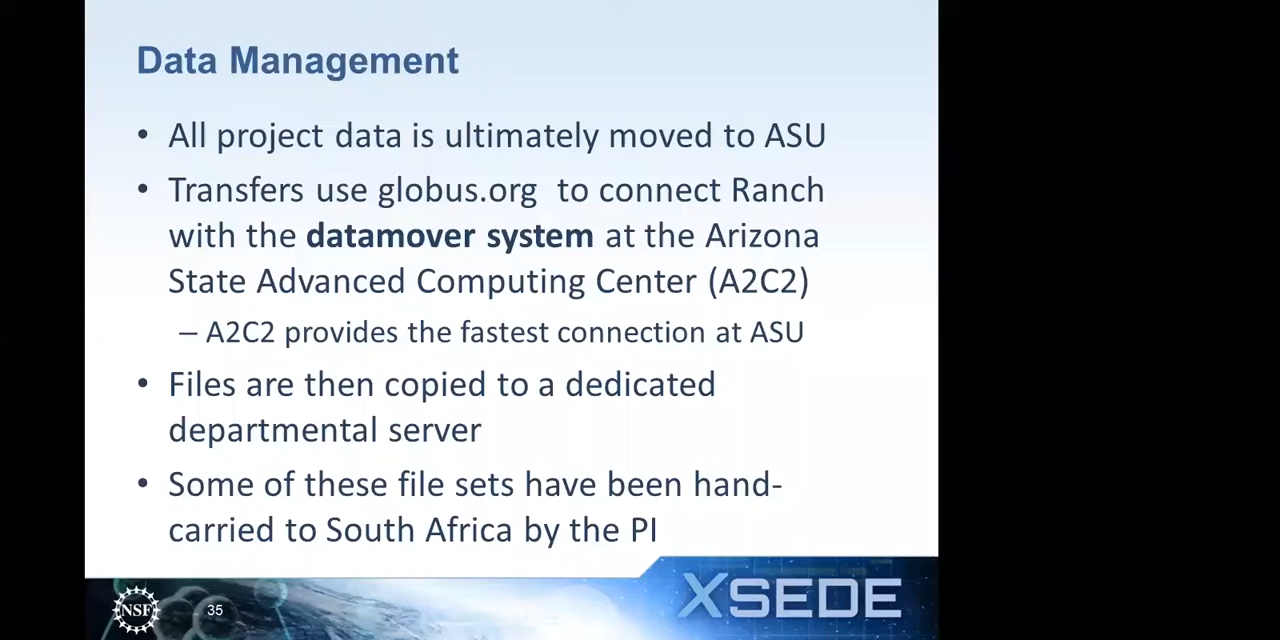 Data Management
• All project data is ultimately moved to ASU
• Transfers use globus.org to connect Ranch
with the datamover system at the Arizona
State Advanced Computing Center (A2C2)
– A2C2 provides the fastest connection at ASU
• Files are then copied to a dedicated
departmental server
• Some of these file sets have been hand-
carried to South Africa by the PI
NSF
35
XSEDE